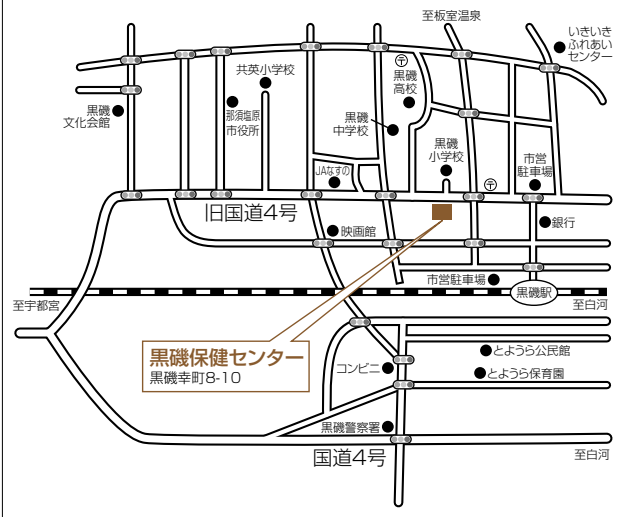 至板室温泉
いきいき
ふれあい
センター
〒
共英小学校
黒磯
高校
黒磯
文化会館
那須塩原
市役所
黒磯
中学校
黒磯
小学校
市営
駐車場
JAなすの
〒
旧国道4号
銀行
映画館
市営駐車場
黒磯駅
至宇都宮
至白河
黒磯保健センター
黒磯幸町8-10
コンビニ
とようら公民館
とようら保育園
黒磯警察署
国道4号
至白河